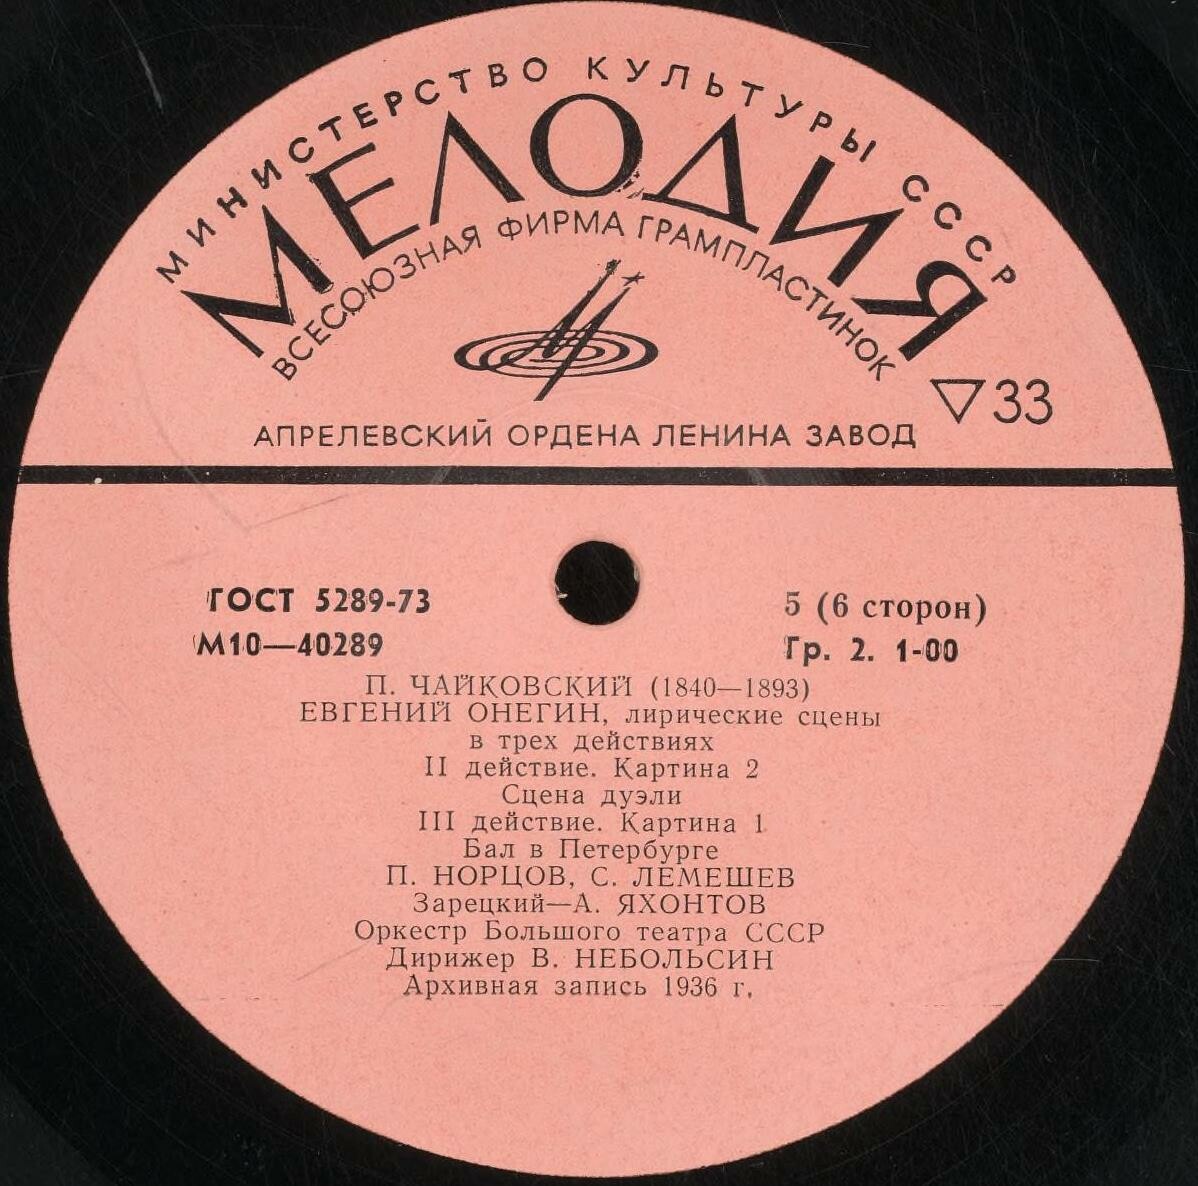 МИНИСТЕРСТВО КУЛЬТУРЫ СССР
МЕЛОДИЯ
ВСЕСОЮЗНАЯ ФИРМА ГРАМПЛАСТИНОК
33
АПРЕЛЕВСКИЙ ОРДЕНА ЛЕНИНА ЗАВОД
ГОСТ 5289-73
М10—40289
5 (6 сторон)
Гр. 2. 1-00
П. ЧАЙКОВСКИЙ (1840—1893)
ЕВГЕНИЙ ОНЕГИН, лирические сцены
в трех действиях
II действие. Картина 2
Сцена дуэли
III действие. Картина 1
Бал в Петербурге
П. НОРЦОВ, С. ЛЕМЕШЕВ
Зарецкий—А. ЯХОНТОВ
Оркестр Большого театра СССР
Дирижер В. НЕБОЛЬСИН
Архивная запись 1936 г.